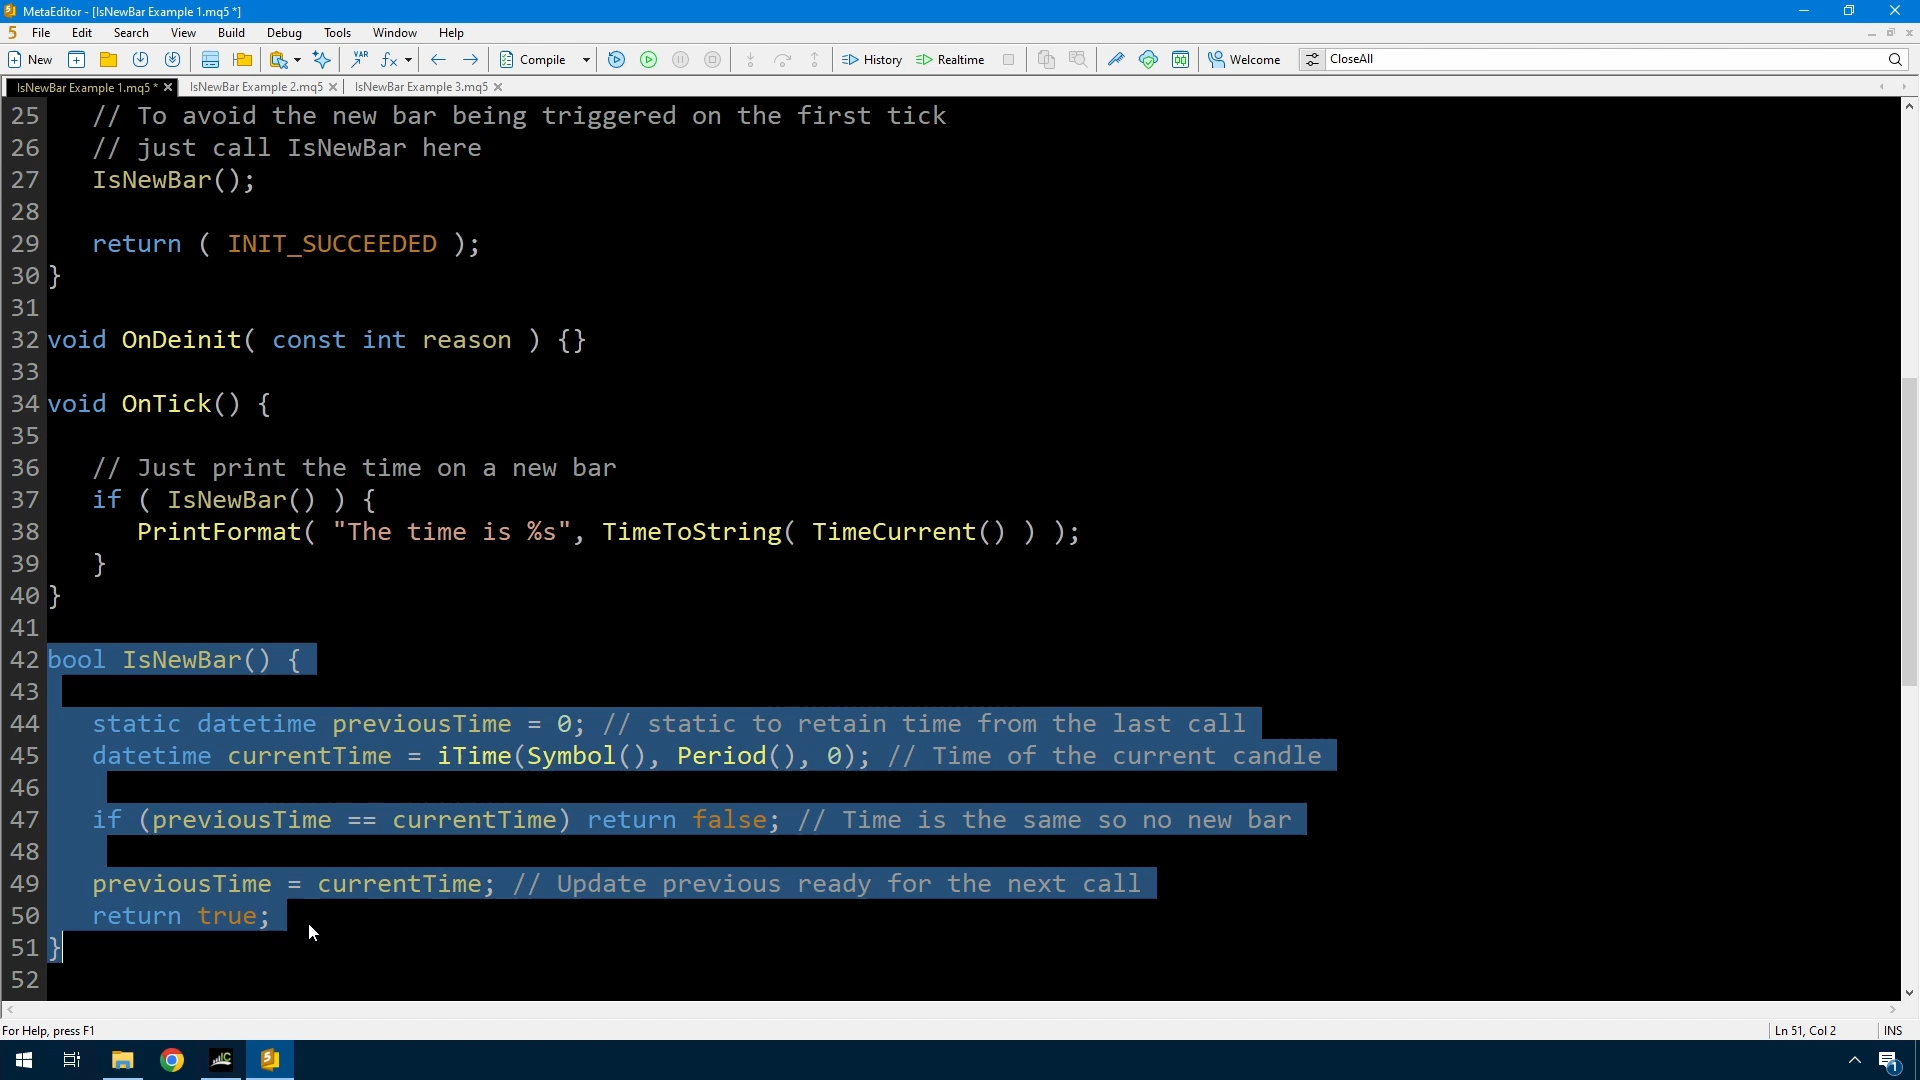 MetaEditor - [IsNewBar Example 1.mq5 *]
File Edit Search View Build Debug Tools Window Help
New Compile History Realtime Welcome CloseAll
IsNewBar Example 1.mq5 * IsNewBar Example 2.mq5 IsNewBar Example 3.mq5
25 // To avoid the new bar being triggered on the first tick
26 // just call IsNewBar here
27 IsNewBar();
28
29 return ( INIT_SUCCEEDED );
30 }
31
32 void OnDeinit( const int reason ) {}
33
34 void OnTick() {
35
36 // Just print the time on a new bar
37 if ( IsNewBar() ) {
38 PrintFormat( "The time is %s", TimeToString( TimeCurrent() ) );
39 }
40 }
41
42 bool IsNewBar() {
43
44 static datetime previousTime = 0; // static to retain time from the last call
45 datetime currentTime = iTime(Symbol(), Period(), 0); // Time of the current candle
46
47 if (previousTime == currentTime) return false; // Time is the same so no new bar
48
49 previousTime = currentTime; // Update previous ready for the next call
50 return true;
51 }
52
For Help, press F1 Ln 51, Col 2 INS